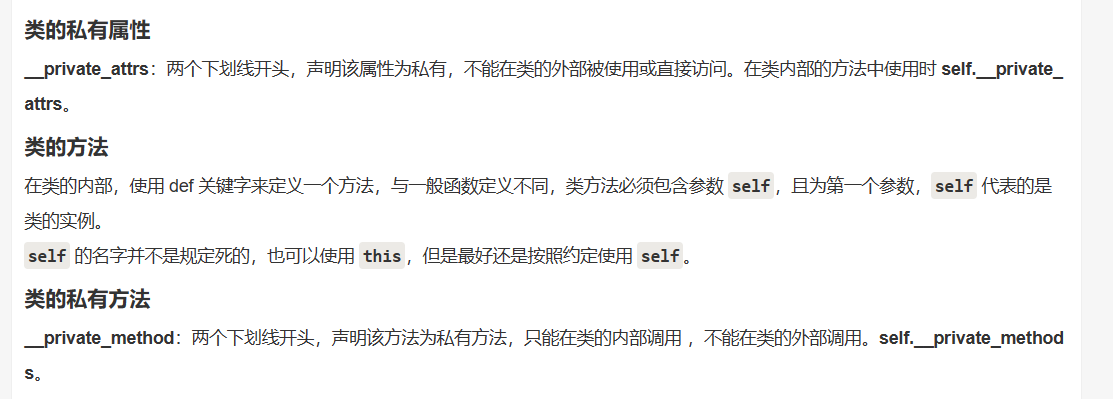 类的私有属性
__private_attrs：两个下划线开头，声明该属性为私有，不能在类的外部被使用或直接访问。在类内部的方法中使用时 self.__private_
attrs。
类的方法
在类的内部，使用 def 关键字来定义一个方法，与一般函数定义不同，类方法必须包含参数 self，且为第一个参数，self 代表的是
类的实例。
self 的名字并不是规定死的，也可以使用 this，但是最好还是按照约定使用 self。
类的私有方法
__private_method：两个下划线开头，声明该方法为私有方法，只能在类的内部调用 ，不能在类的外部调用。self.__private_method
s。